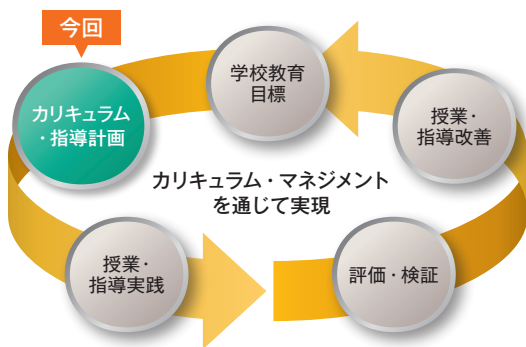 今回
カリキュラム
・指導計画
学校教育
目標
授業・
指導改善
カリキュラム・マネジメント
を通じて実現
授業・
指導実践
評価・検証